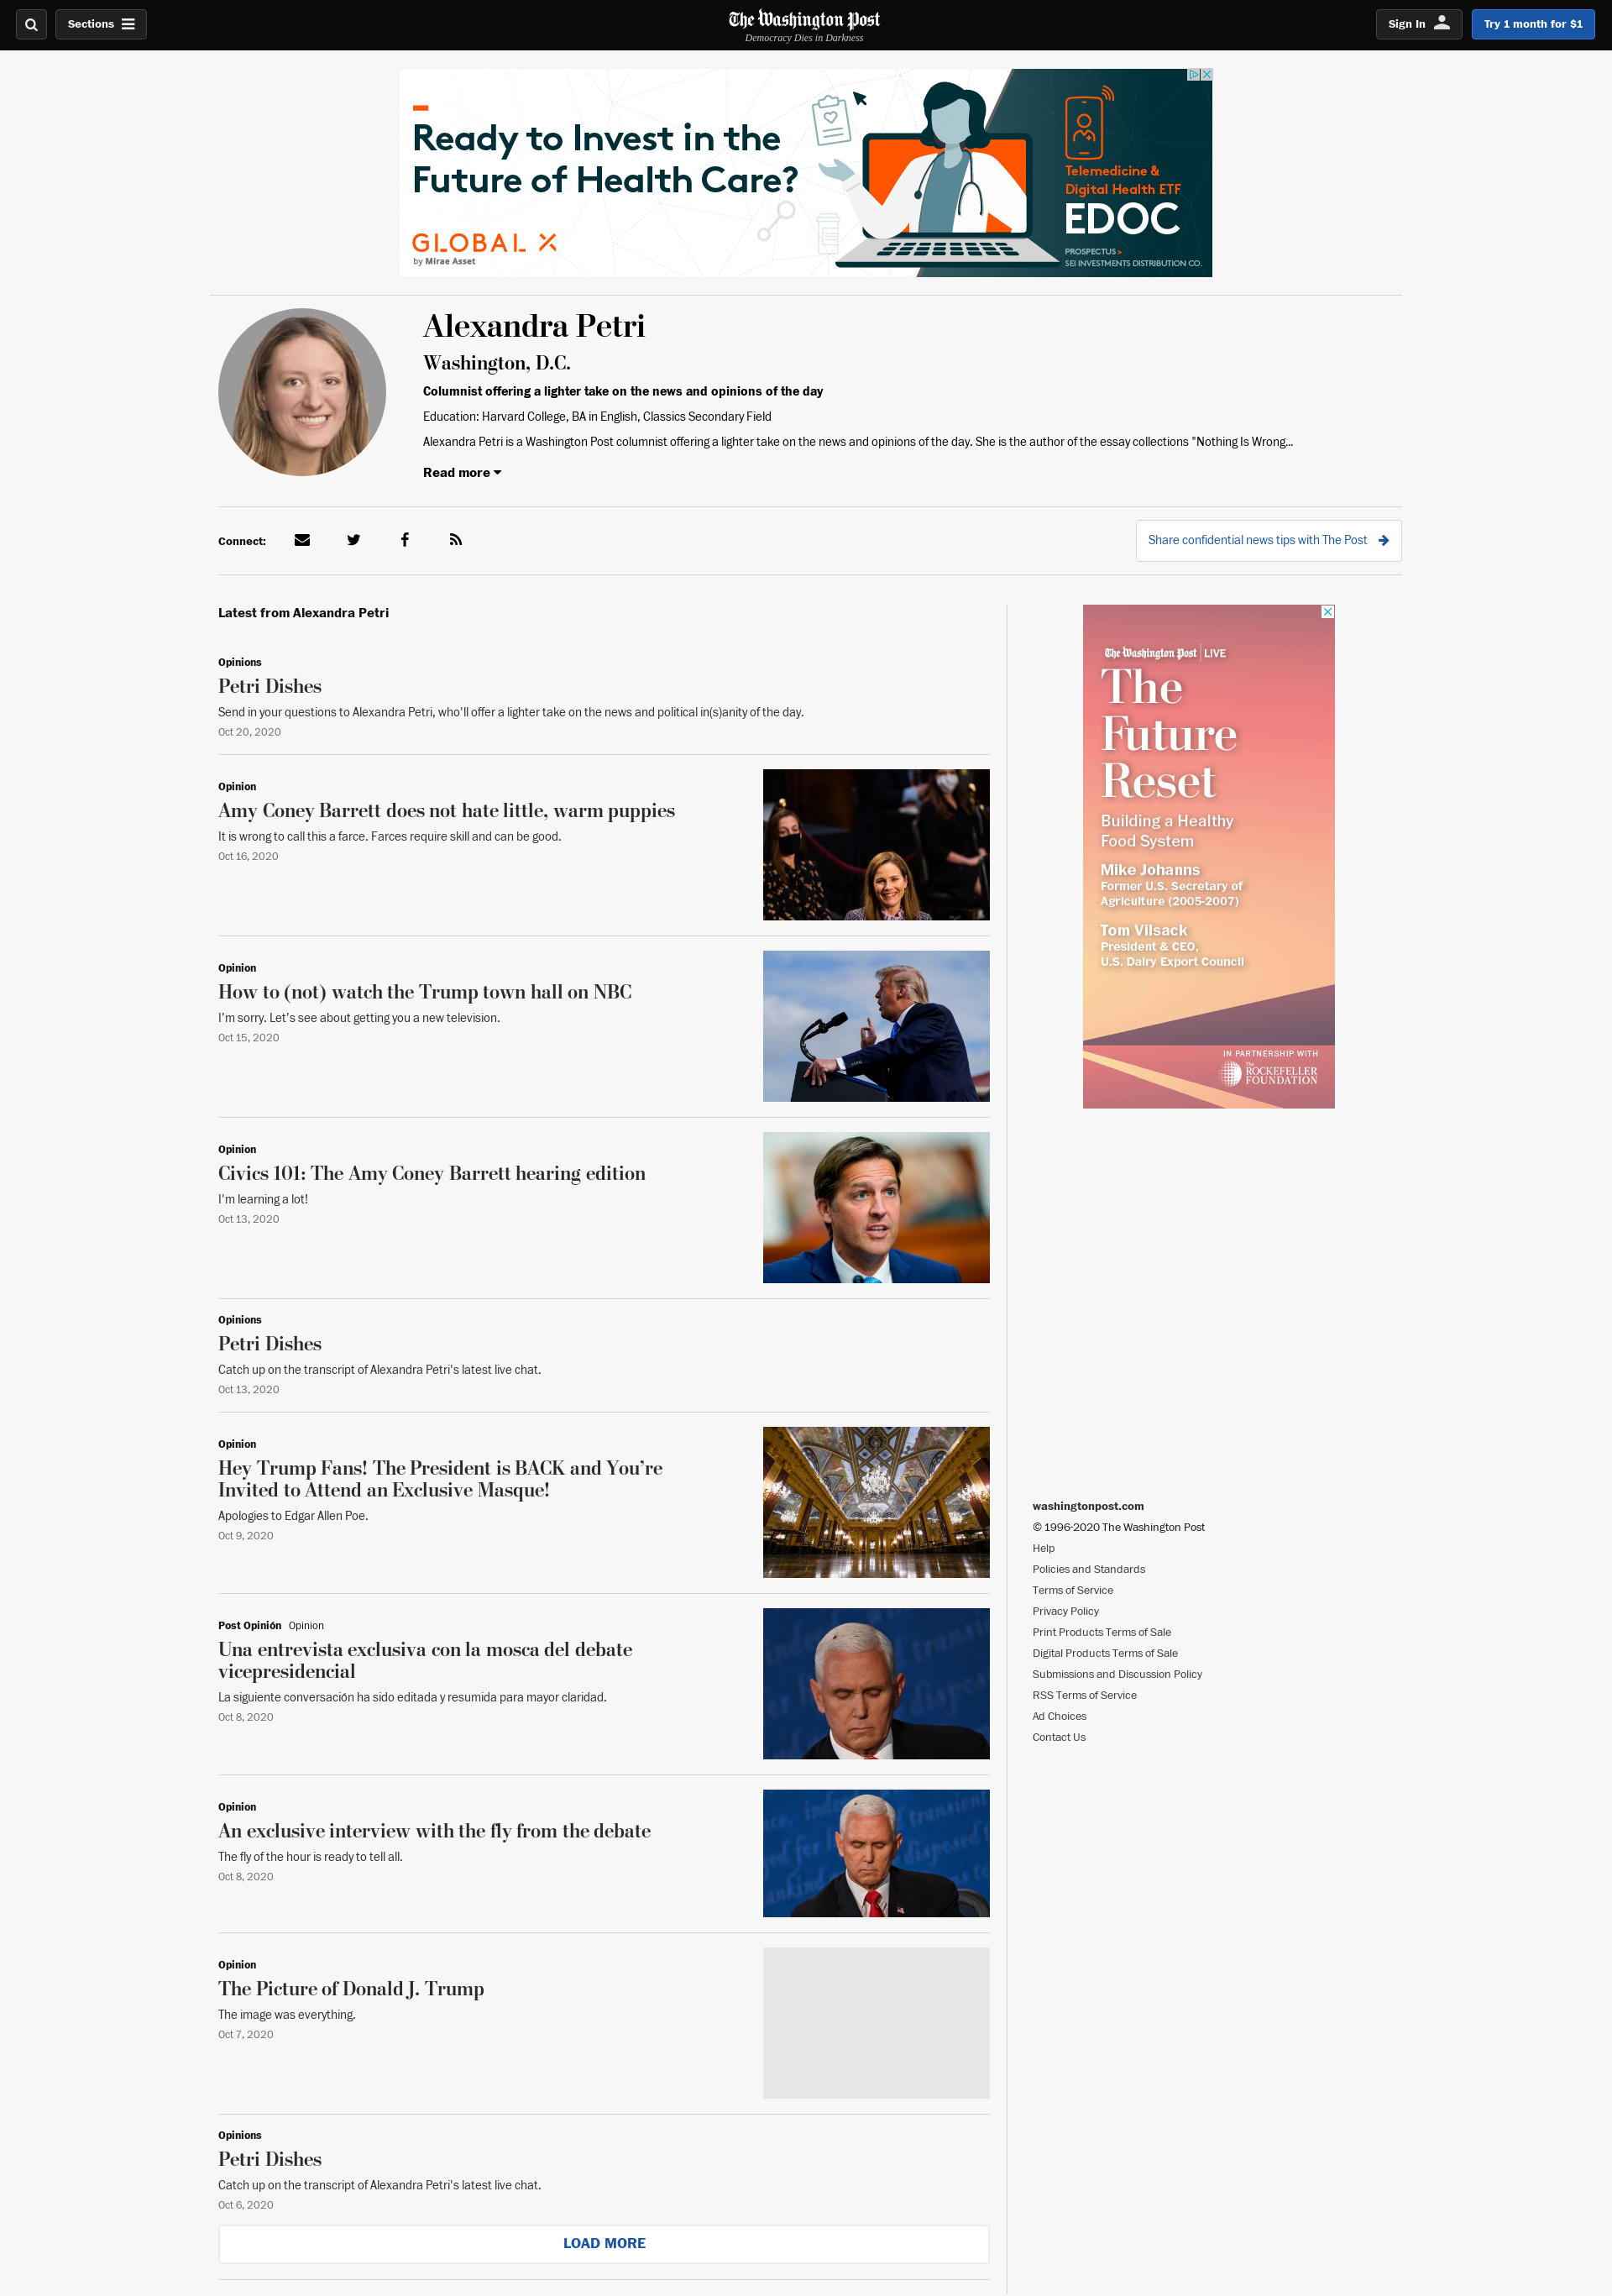 Sections
The Washington Post
Democracy Dies in Darkness
Sign In
Try 1 month for $1
Ready to Invest in the
Future of Health Care?
GLOBAL X
by Mirae Asset
Telemedicine &
Digital Health ETF
EDOC
PROSPECTUS >
SEI INVESTMENTS DISTRIBUTION CO.
Alexandra Petri
Washington, D.C.
Columnist offering a lighter take on the news and opinions of the day
Education: Harvard College, BA in English, Classics Secondary Field
Alexandra Petri is a Washington Post columnist offering a lighter take on the news and opinions of the day. She is the author of the essay collections "Nothing Is Wrong...
Read more
Connect:
Share confidential news tips with The Post
Latest from Alexandra Petri
Opinions
Petri Dishes
Send in your questions to Alexandra Petri, who'll offer a lighter take on the news and political in(s)anity of the day.
Oct 20, 2020
Opinion
Amy Coney Barrett does not hate little, warm puppies
It is wrong to call this a farce. Farces require skill and can be good.
Oct 16, 2020
Opinion
How to (not) watch the Trump town hall on NBC
I'm sorry. Let's see about getting you a new television.
Oct 15, 2020
Opinion
Civics 101: The Amy Coney Barrett hearing edition
I'm learning a lot!
Oct 13, 2020
Opinions
Petri Dishes
Catch up on the transcript of Alexandra Petri's latest live chat.
Oct 13, 2020
Opinion
Hey Trump Fans! The President is BACK and You're
Invited to Attend an Exclusive Masque!
Apologies to Edgar Allen Poe.
Oct 9, 2020
Post Opinión Opinion
Una entrevista exclusiva con la mosca del debate
vicepresidencial
La siguiente conversación ha sido editada y resumida para mayor claridad.
Oct 8, 2020
Opinion
An exclusive interview with the fly from the debate
The fly of the hour is ready to tell all.
Oct 8, 2020
Opinion
The Picture of Donald J. Trump
The image was everything.
Oct 7, 2020
Opinions
Petri Dishes
Catch up on the transcript of Alexandra Petri's latest live chat.
Oct 6, 2020
LOAD MORE
The Washington Post LIVE
The
Future
Reset
Building a Healthy
Food System
Mike Johanns
Former U.S. Secretary of
Agriculture (2005-2007)
Tom Vilsack
President & CEO,
U.S. Dairy Export Council
IN PARTNERSHIP WITH
The
ROCKEFELLER
FOUNDATION
washingtonpost.com
© 1996-2020 The Washington Post
Help
Policies and Standards
Terms of Service
Privacy Policy
Print Products Terms of Sale
Digital Products Terms of Sale
Submissions and Discussion Policy
RSS Terms of Service
Ad Choices
Contact Us